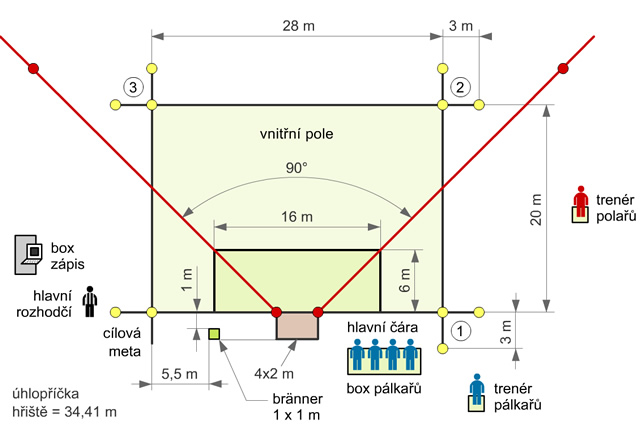 28 m
3 m
3
2
vnitřní pole
90°
16 m
20 m
trenér
polařů
box
zápis
1 m
6 m
hlavní
rozhodčí
cílová
meta
hlavní čára
1
3 m
5,5 m
4x2 m
box pálkařů
bränner
1 x 1 m
trenér
pálkařů
úhlopříčka
hřiště = 34,41 m